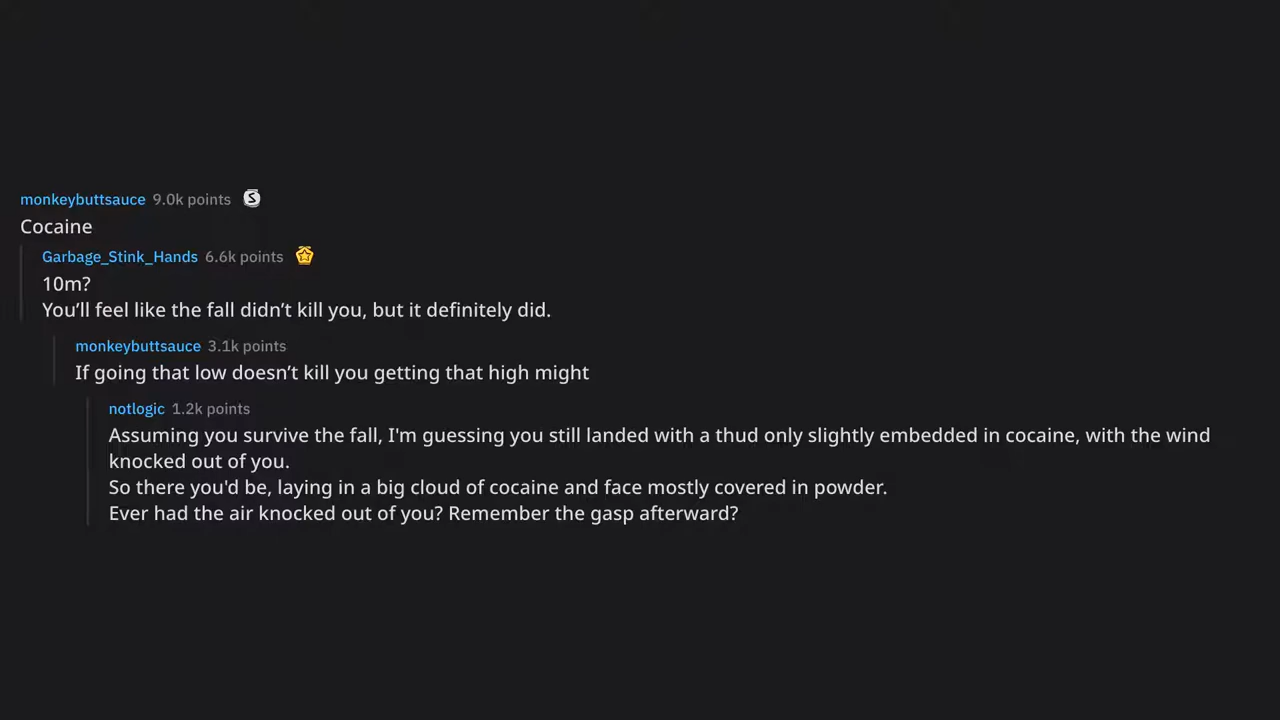 monkeybuttsauce 9.0k points
Cocaine
Garbage_Stink_Hands 6.6k points
10m?
You’ll feel like the fall didn’t kill you, but it definitely did.
monkeybuttsauce 3.1k points
If going that low doesn’t kill you getting that high might
notlogic 1.2k points
Assuming you survive the fall, I'm guessing you still landed with a thud only slightly embedded in cocaine, with the wind
knocked out of you.
So there you'd be, laying in a big cloud of cocaine and face mostly covered in powder.
Ever had the air knocked out of you? Remember the gasp afterward?